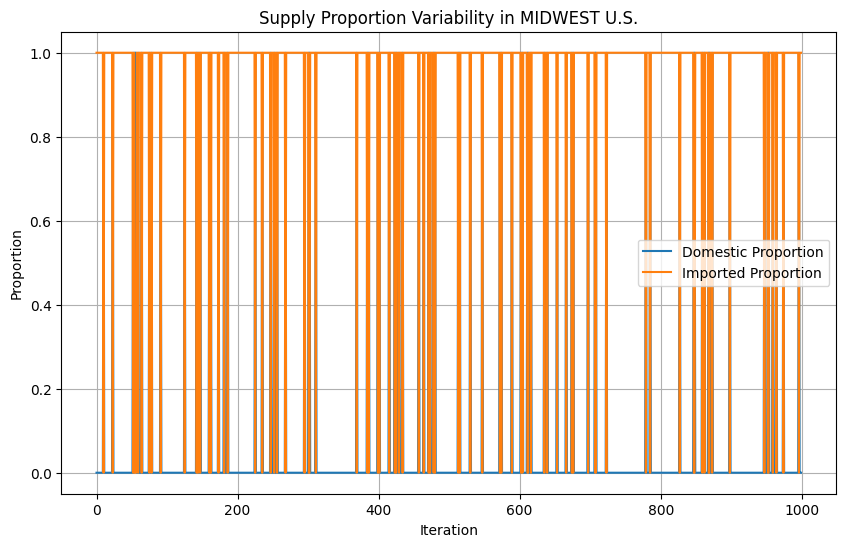 Supply Proportion Variability in MIDWEST U.S.
1.0
0.8
0.6
0.4
0.2
0.0
Proportion
Domestic Proportion
Imported Proportion
0 200 400 600 800 1000
Iteration